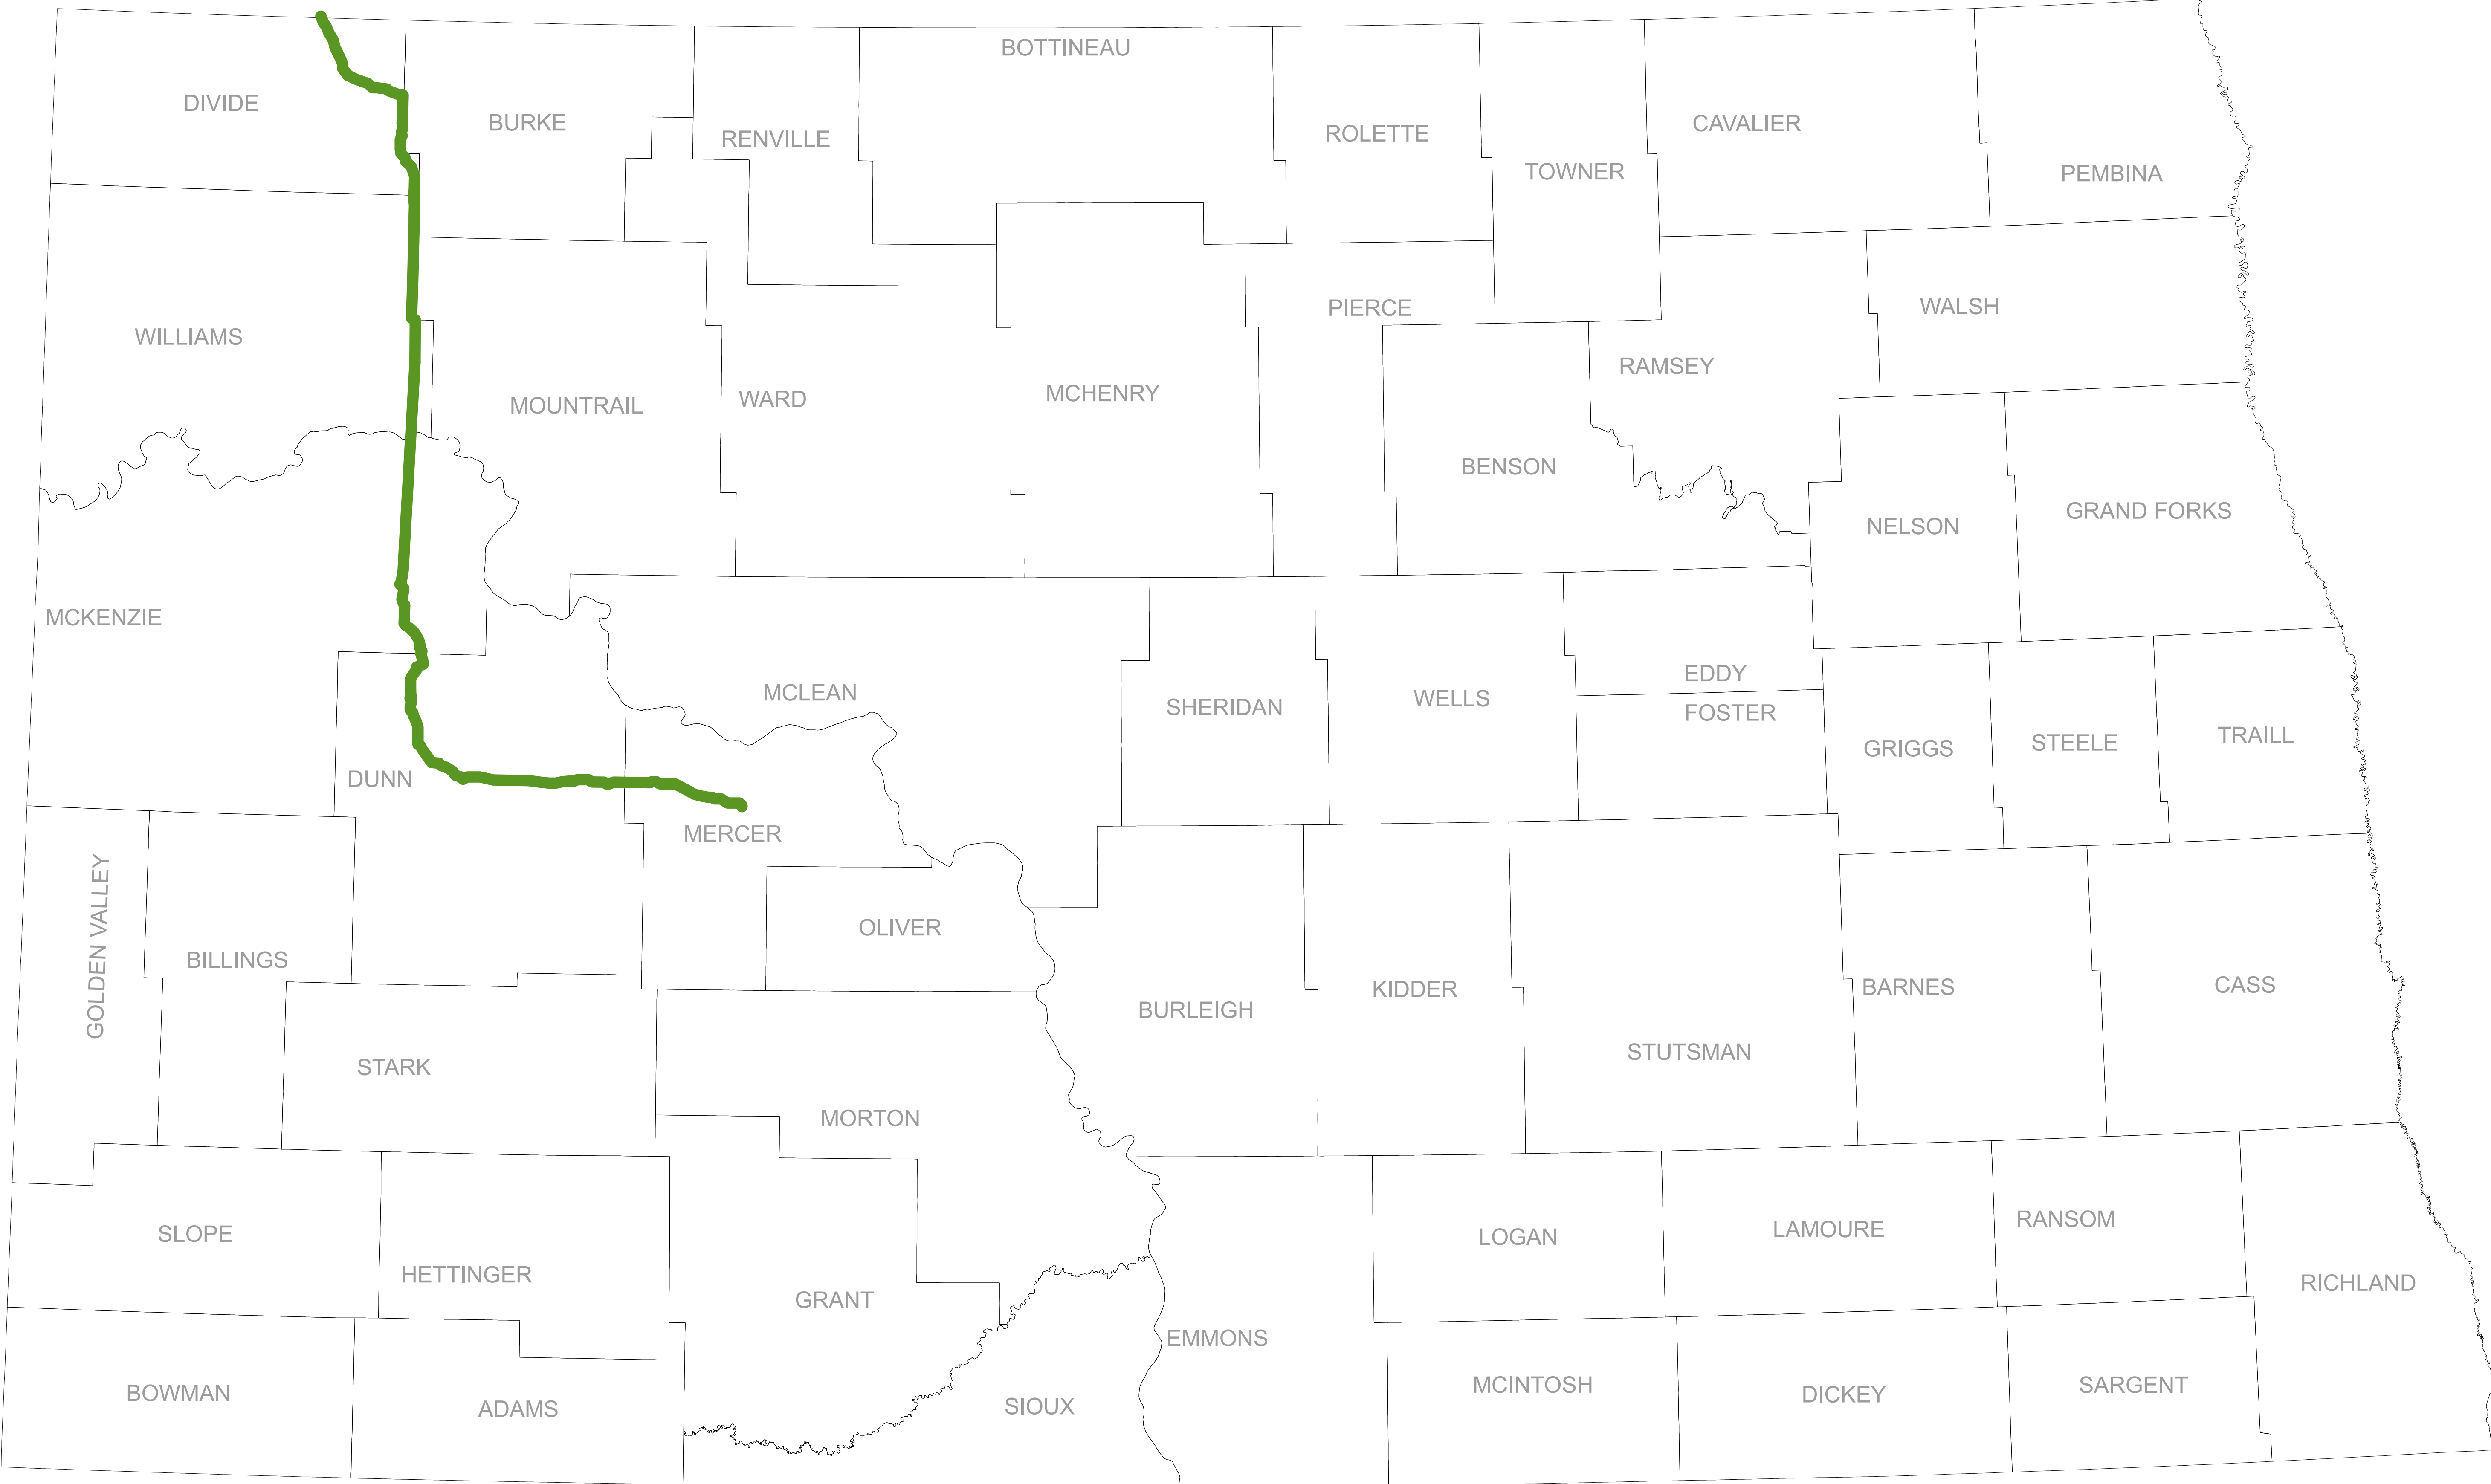 BOTTINEAU
DIVIDE
BURKE
RENVILLE
ROLETTE
CAVALIER
TOWNER
PEMBINA
WILLIAMS
PIERCE
WALSH
RAMSEY
MOUNTRAIL
WARD
MCHENRY
BENSON
NELSON
GRAND FORKS
MCKENZIE
MCLEAN
SHERIDAN
WELLS
EDDY
FOSTER
GRIGGS
STEELE
TRAILL
DUNN
MERCER
GOLDEN VALLEY
BILLINGS
OLIVER
BURLEIGH
KIDDER
STUTSMAN
BARNES
CASS
STARK
MORTON
SLOPE
HETTINGER
GRANT
LOGAN
LAMOURE
RANSOM
RICHLAND
EMMONS
BOWMAN
ADAMS
SIOUX
MCINTOSH
DICKEY
SARGENT